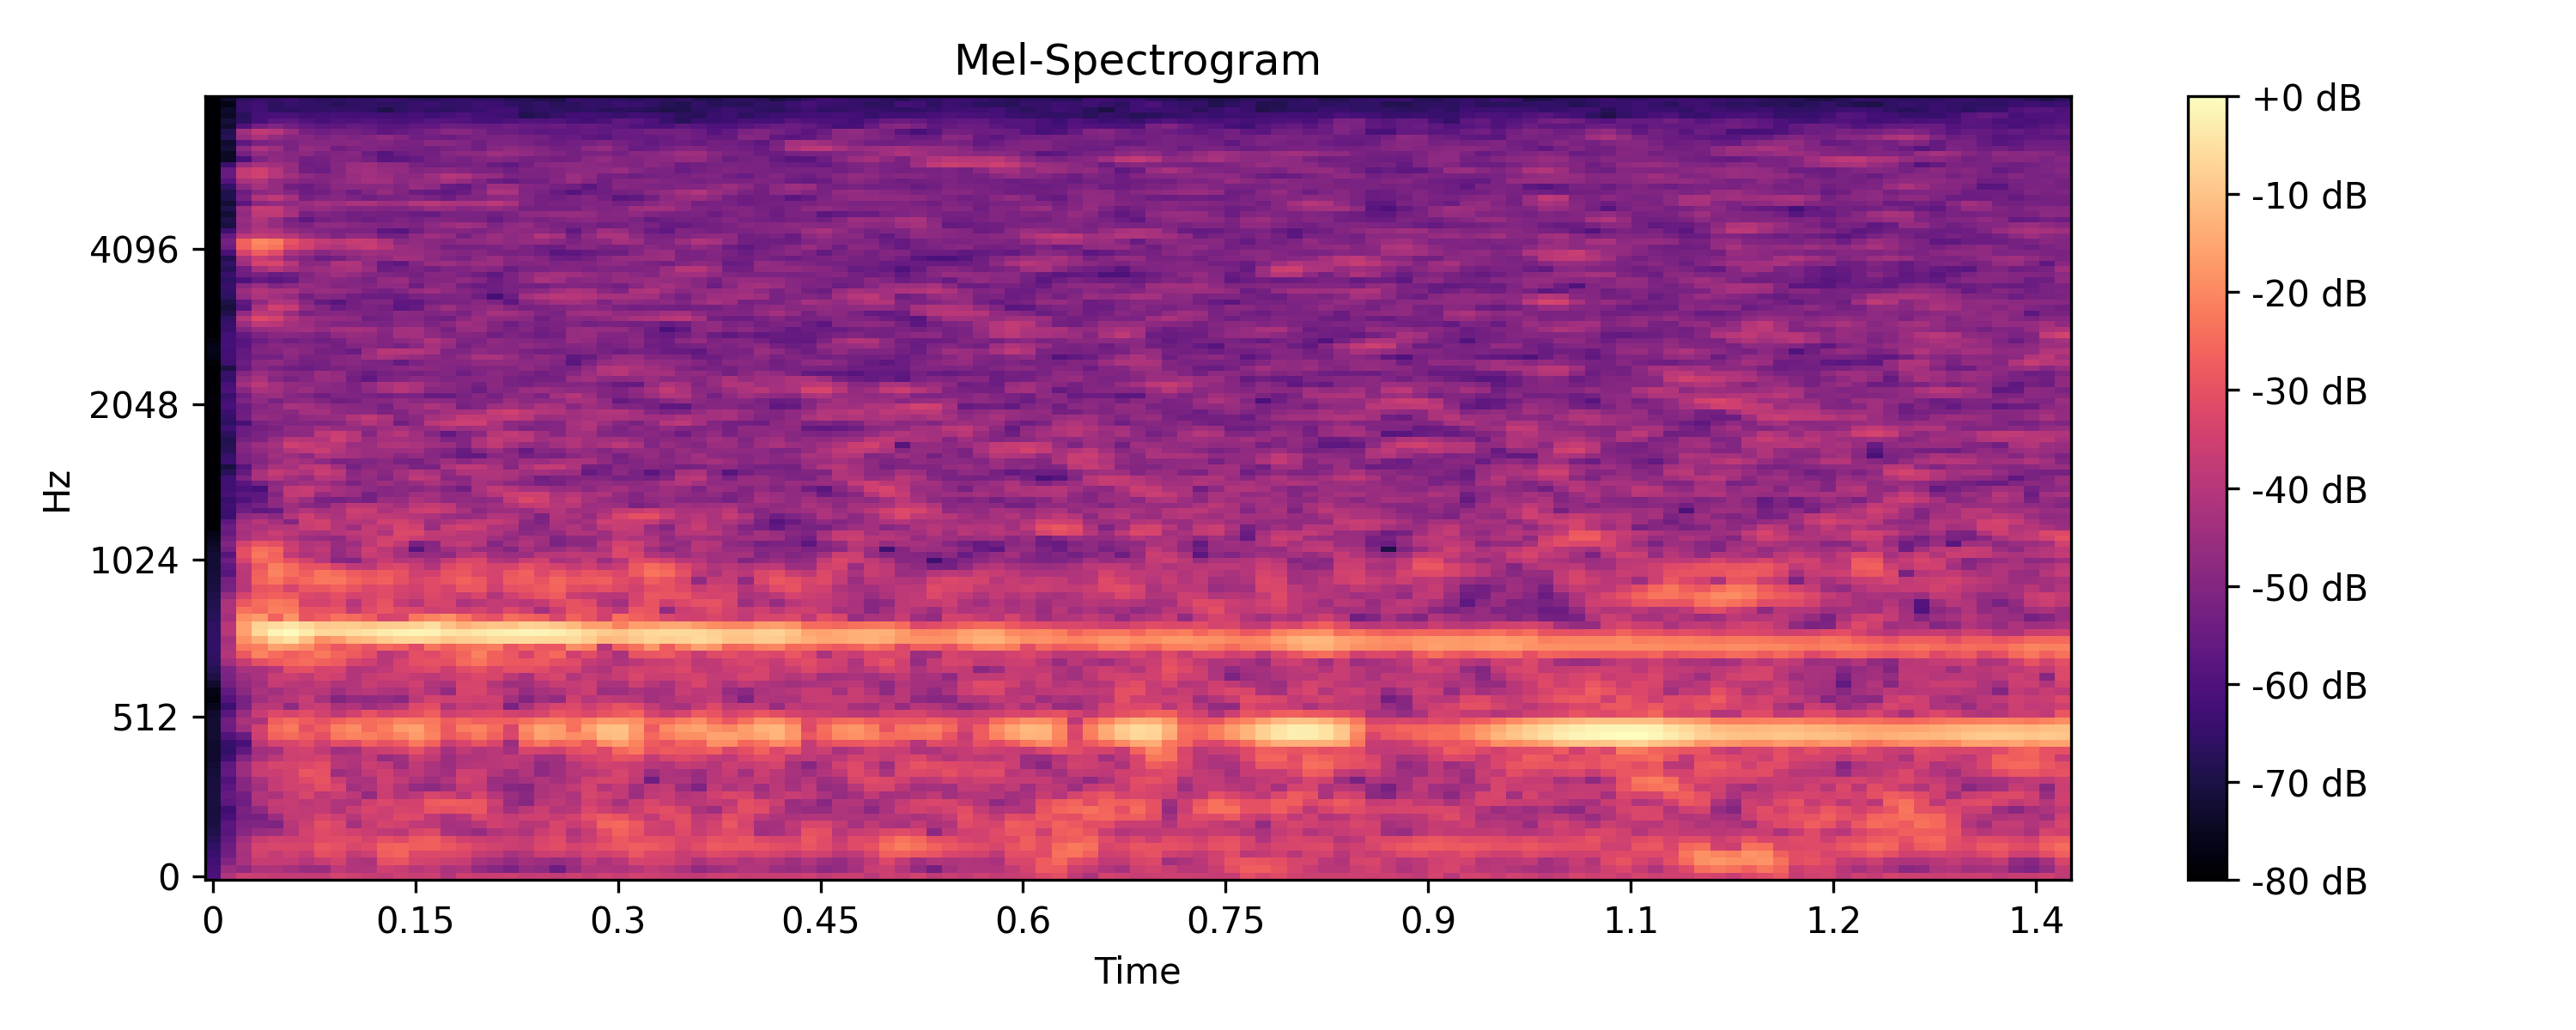 Mel-Spectrogram
+0 dB
-10 dB
-20 dB
-30 dB
-40 dB
-50 dB
-60 dB
-70 dB
-80 dB
Hz
4096
2048
1024
512
0
0 0.15 0.3 0.45 0.6 0.75 0.9 1.1 1.2 1.4
Time